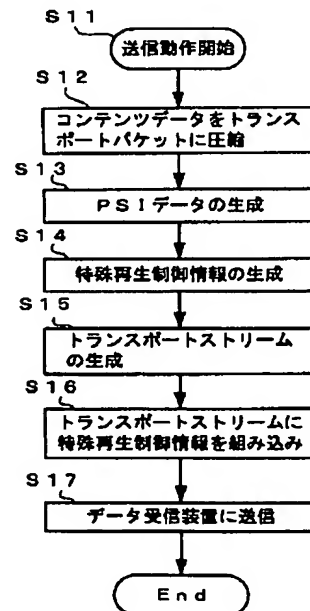 S11
送信動作開始
S12
コンテンツデータをトランス
ポートパケットに圧縮
S13
PSIデータの生成
S14
特殊再生制御情報の生成
S15
トランスポートストリーム
の生成
S16
トランスポートストリームに
特殊再生制御情報を組み込み
S17
データ受信装置に送信
End